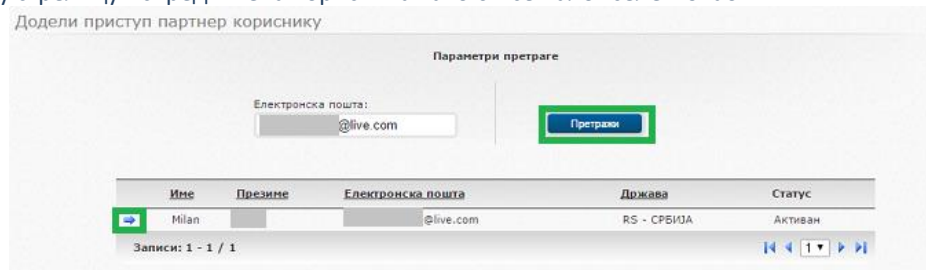 Додели приступ партнер кориснику
Параметри претраге
Електронска пошта:
@live.com
Претражи
Име Презиме Електронска пошта Држава Статус
Milan @live.com RS - СРБИЈА Активан
Записи: 1 - 1 / 1
1